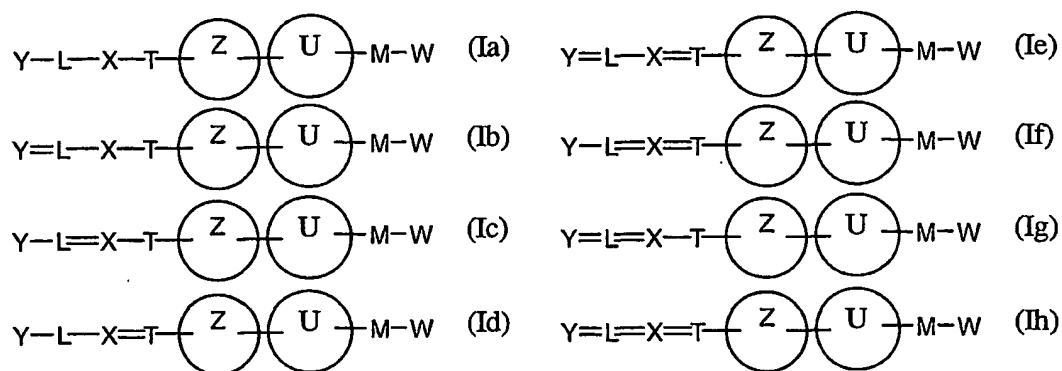 Y—L—X—T— Z U —M—W (Ia)
Y=L—X—T— Z U —M—W (Ib)
Y—L=X—T— Z U —M—W (Ic)
Y—L—X=T— Z U —M—W (Id)
Y=L—X=T— Z U —M—W (Ie)
Y—L=X=T— Z U —M—W (If)
Y=L=X—T— Z U —M—W (Ig)
Y=L=X=T— Z U —M—W (Ih)